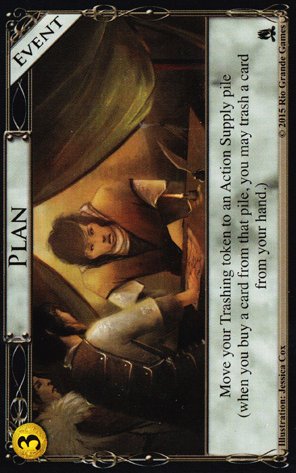 EVENT
PLAN
3
Move your Trashing token to an Action Supply pile
(when you buy a card from that pile, you may trash a card
from your hand.)
Illustration: Jessica Cox
© 2015 Rio Grande Games